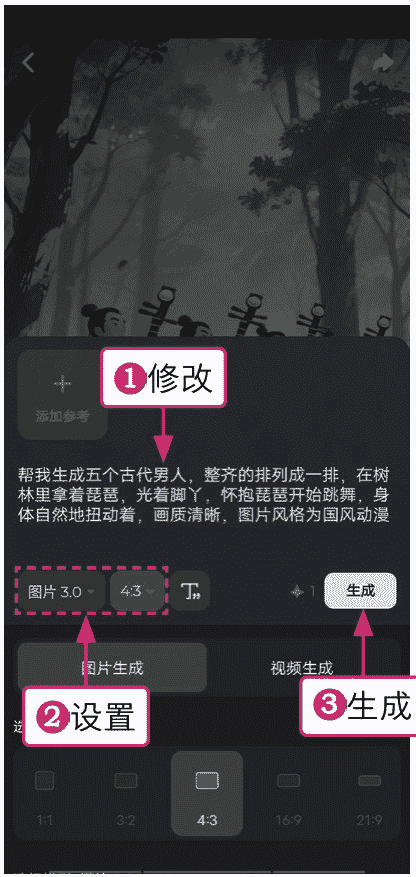 ❶修改
添加参考
帮我生成五个古代男人，整齐的排列成一排，在树
林里拿着琵琶，光着脚丫，怀抱琵琶开始跳舞，身
体自然地扭动着，画质清晰，图片风格为国风动漫
图片 3.0
4:3
T
1
生成
图片生成
视频生成
❷设置
❸生成
选
1:1
3:2
4:3
16:9
21:9